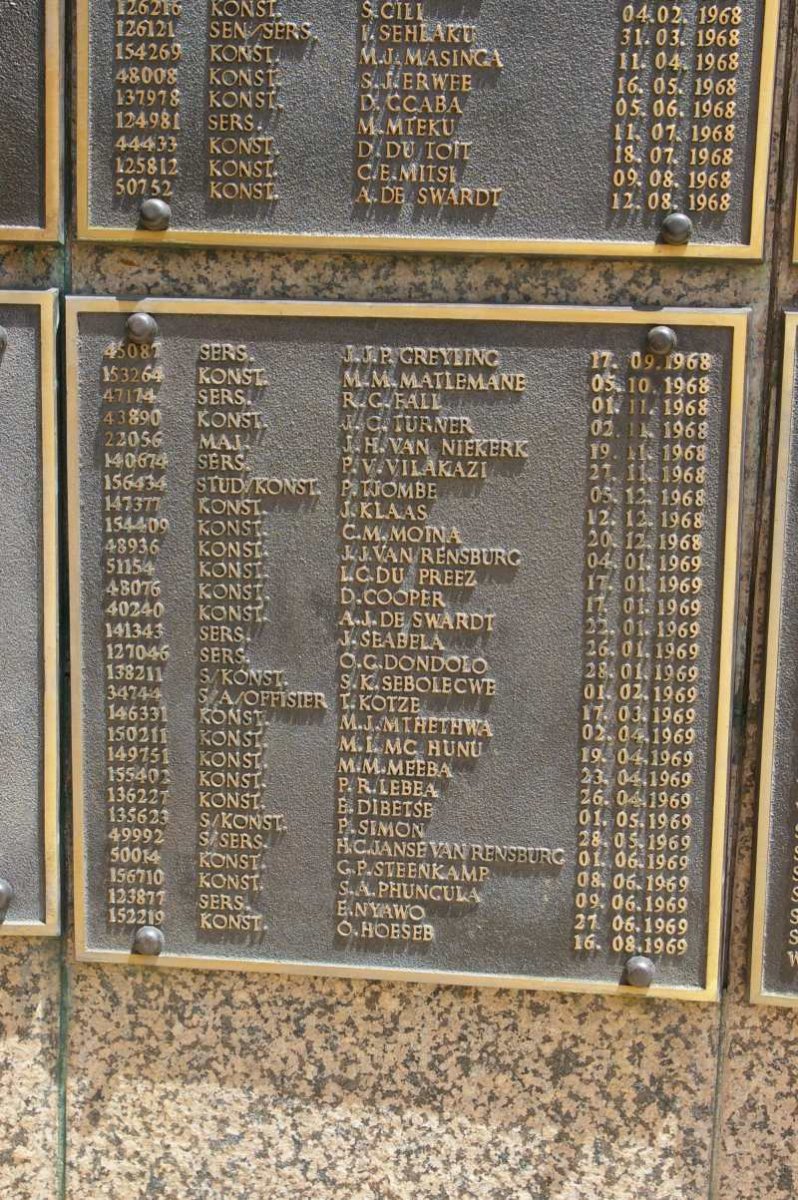 126216 KONST. S.GILI 04.02.1968
126121 SEN/SERS. I.SEHLAKU 31.03.1968
154269 KONST. M.J.MASINGA 11.04.1968
48008 KONST. S.J.ERWEE 16.05.1968
137978 KONST. D.GCABA 05.06.1968
124981 SERS. M.MTEKU 11.07.1968
44433 KONST. D.DU TOIT 18.07.1968
125812 KONST. C.E.MITSI 09.08.1968
50752 KONST. A.DE SWARDT 12.08.1968
45087 SERS. J.J.P.GREYLING 17.09.1968
153264 KONST. M.M.MATLEMANE 05.10.1968
47174 SERS. R.G.FALL 01.11.1968
43890 KONST. J.C.TURNER 02.11.1968
22056 MAJ. J.H.VAN NIEKERK 19.11.1968
140674 SERS. P.V.VILAKAZI 27.11.1968
156434 STUD/KONST. P.TJOMBE 05.12.1968
147377 KONST. J.KLAAS 12.12.1968
154409 KONST. C.M.MOINA 20.12.1968
48936 KONST. J.J.VAN RENSBURG 04.01.1969
51154 KONST. I.C.DU PREEZ 17.01.1969
48076 KONST. D.COOPER 17.01.1969
40240 KONST. A.J.DE SWARDT 22.01.1969
141343 SERS. J.SEABELA 26.01.1969
127046 SERS. O.G.DONDOLO 28.01.1969
138211 S/KONST. S.K.SEBOLEGWE 01.02.1969
34744 S/A/OFFISIER T.KOTZE 17.03.1969
146331 KONST. M.J.MTHETHWA 02.04.1969
150211 KONST. M.I.MC HUNU 19.04.1969
149751 KONST. M.M.MEEBA 23.04.1969
155402 KONST. P.R.LEBEA 26.04.1969
136227 KONST. E.DIBETSE 01.05.1969
135623 S/KONST. P.SIMON 28.05.1969
49992 S/SERS. H.C.JANSE VAN RENSBURG 01.06.1969
50014 KONST. G.P.STEENKAMP 08.06.1969
156710 KONST. S.A.PHUNGULA 09.06.1969
123877 SERS. E.NYAWO 27.06.1969
152219 KONST. O.HOESEB 16.08.1969